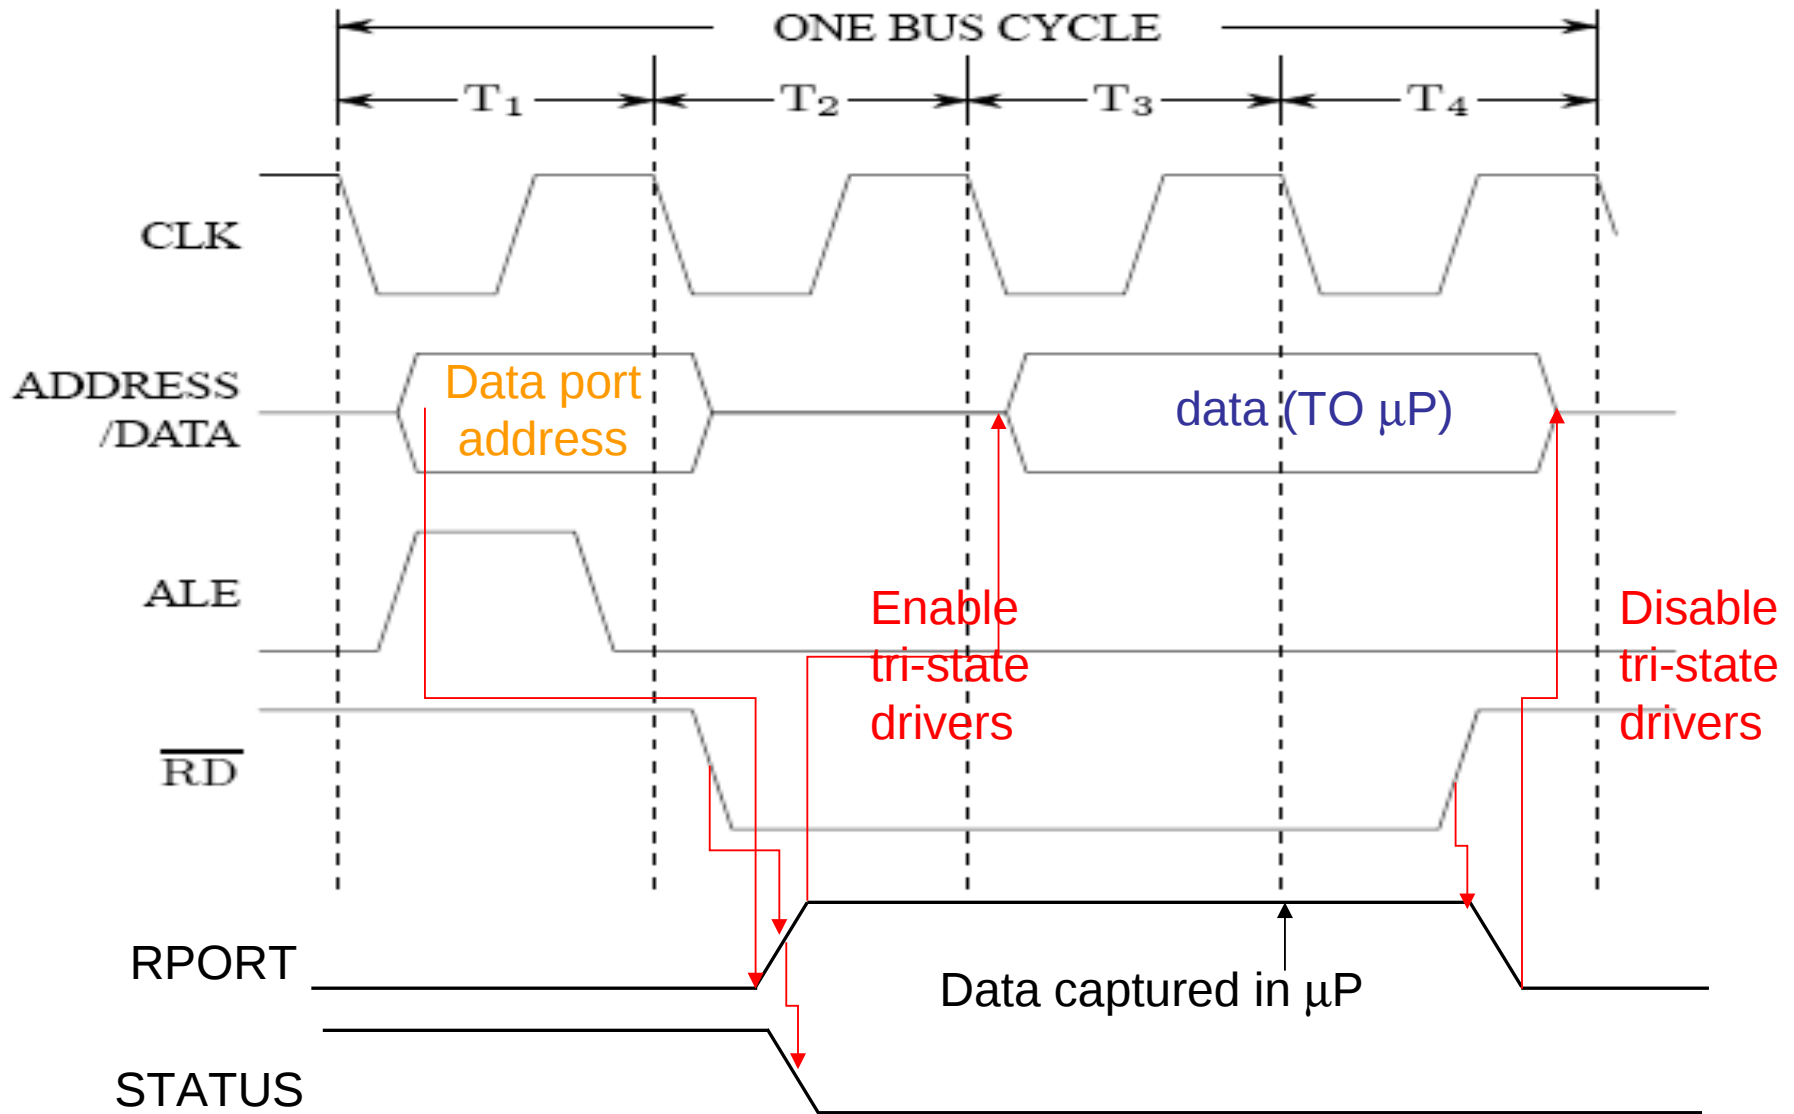 ONE BUS CYCLE
T1 T2 T3 T4
CLK
ADDRESS
/DATA
Data port
address
data (TO μP)
ALE
Enable
tri-state
drivers
Disable
tri-state
drivers
R̅D̅
RPORT
Data captured in μP
STATUS